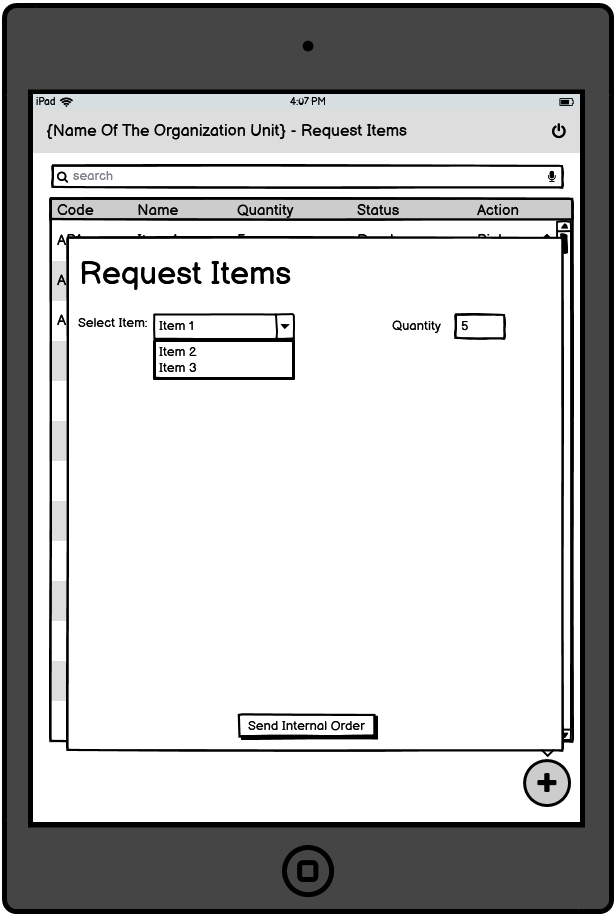 iPad 4:07 PM
{Name Of The Organization Unit} - Request Items
search
Code Name Quantity Status Action
A
A
A
Request Items
Select Item: Item 1 Quantity 5
Item 2
Item 3
Send Internal Order